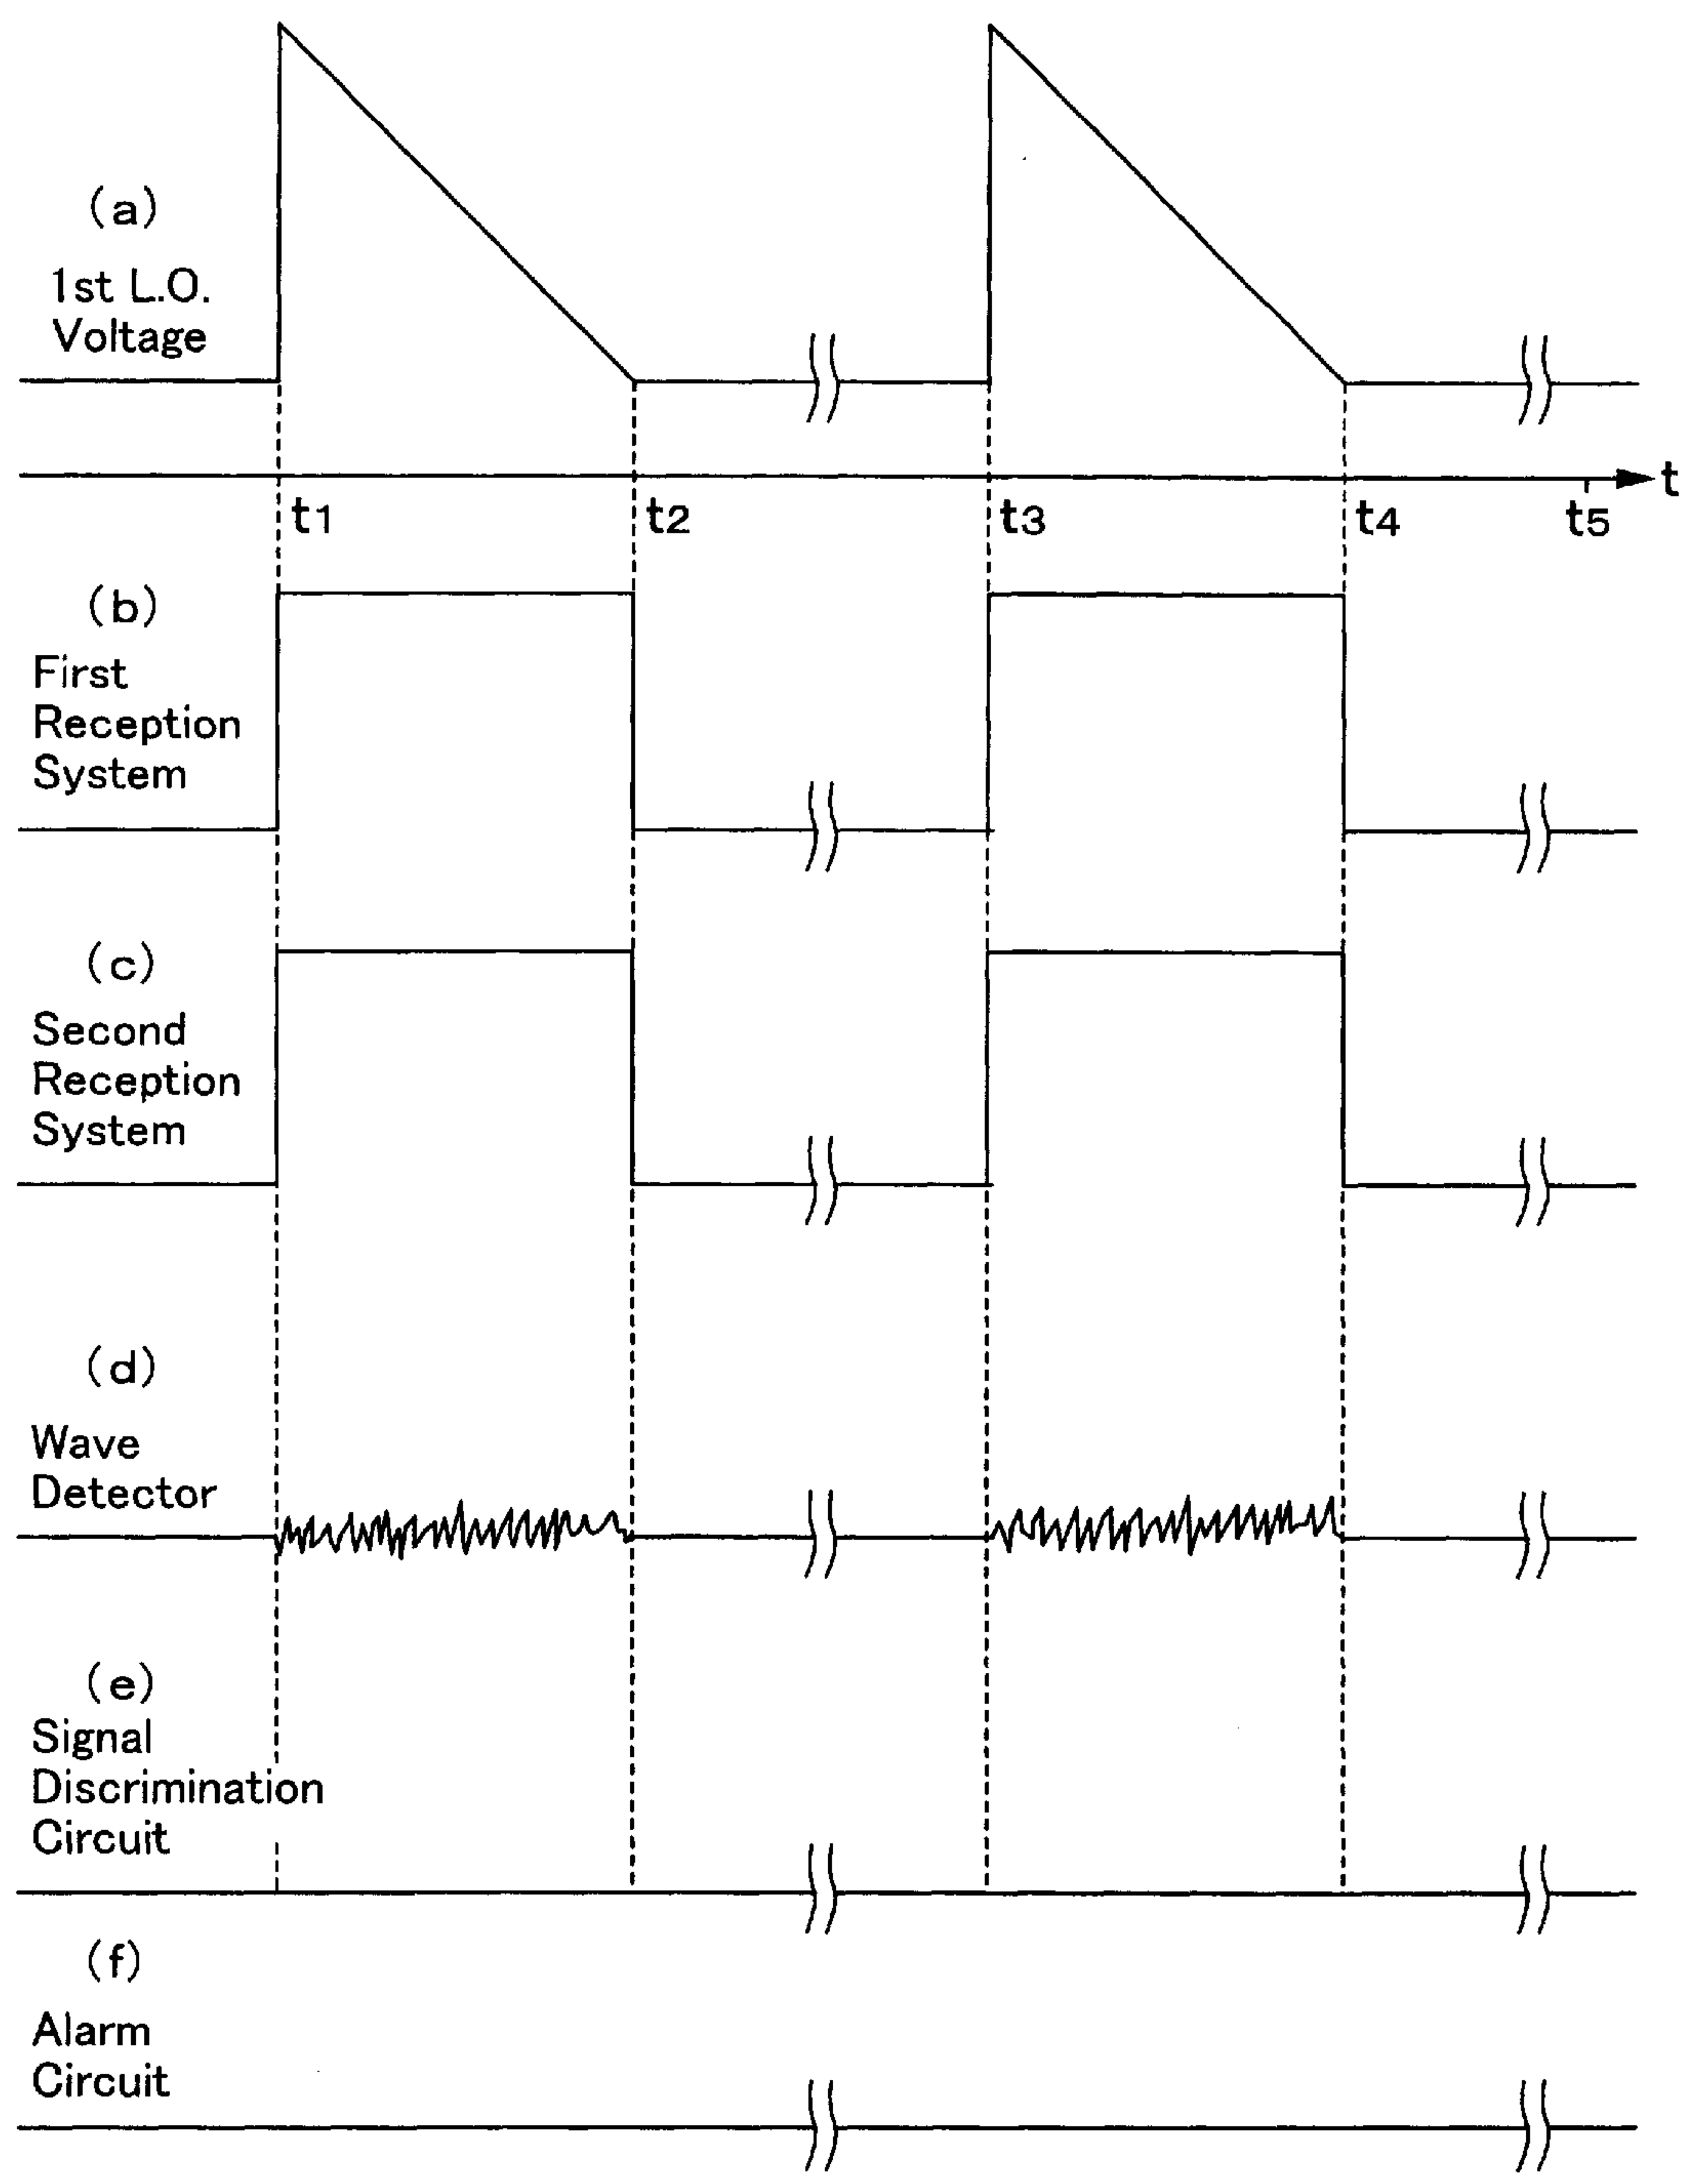 (a)
1st L.O.
Voltage
t
t1 t2 t3 t4 t5
(b)
First
Reception
System
(c)
Second
Reception
System
(d)
Wave
Detector
(e)
Signal
Discrimination
Circuit
(f)
Alarm
Circuit